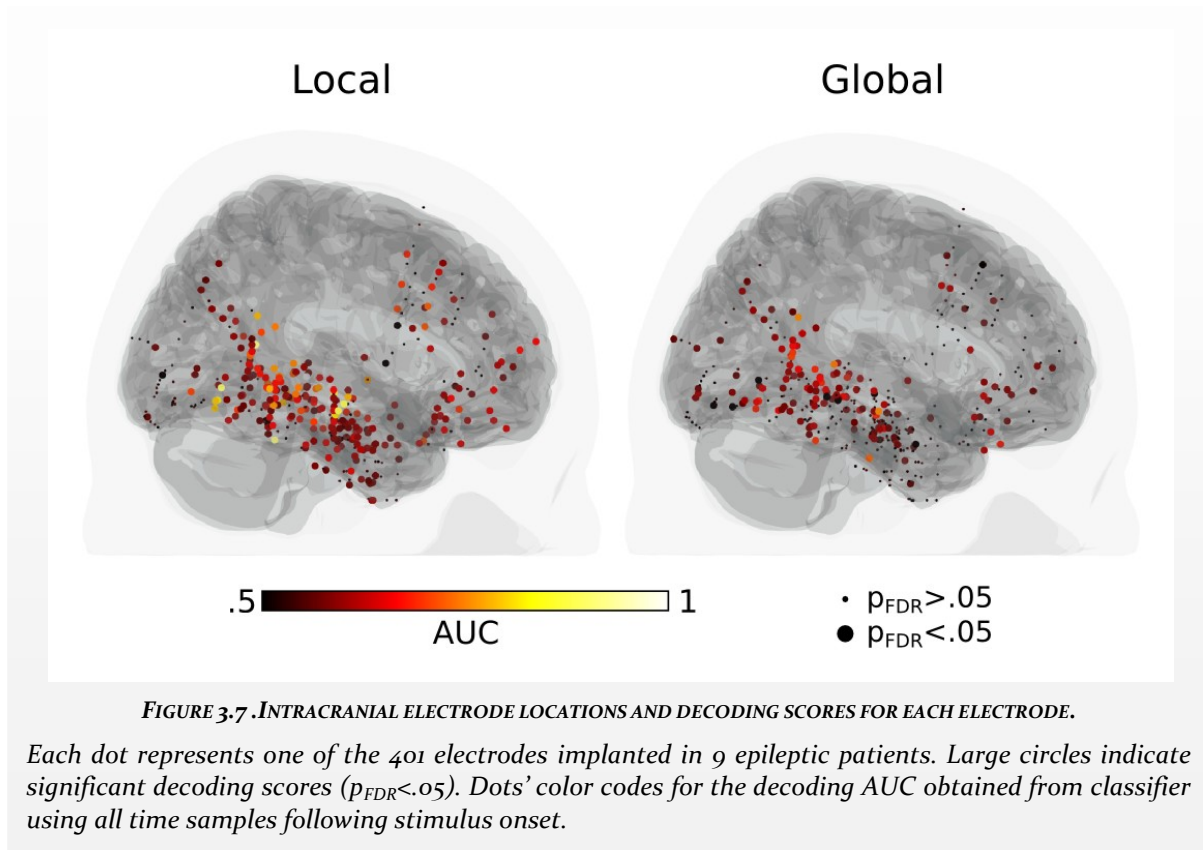 Local
Global
.5
1
AUC
pFDR>.05
pFDR<.05
FIGURE 3.7 .INTRACRANIAL ELECTRODE LOCATIONS AND DECODING SCORES FOR EACH ELECTRODE.
Each dot represents one of the 401 electrodes implanted in 9 epileptic patients. Large circles indicate
significant decoding scores (pFDR<.05). Dots' color codes for the decoding AUC obtained from classifier
using all time samples following stimulus onset.